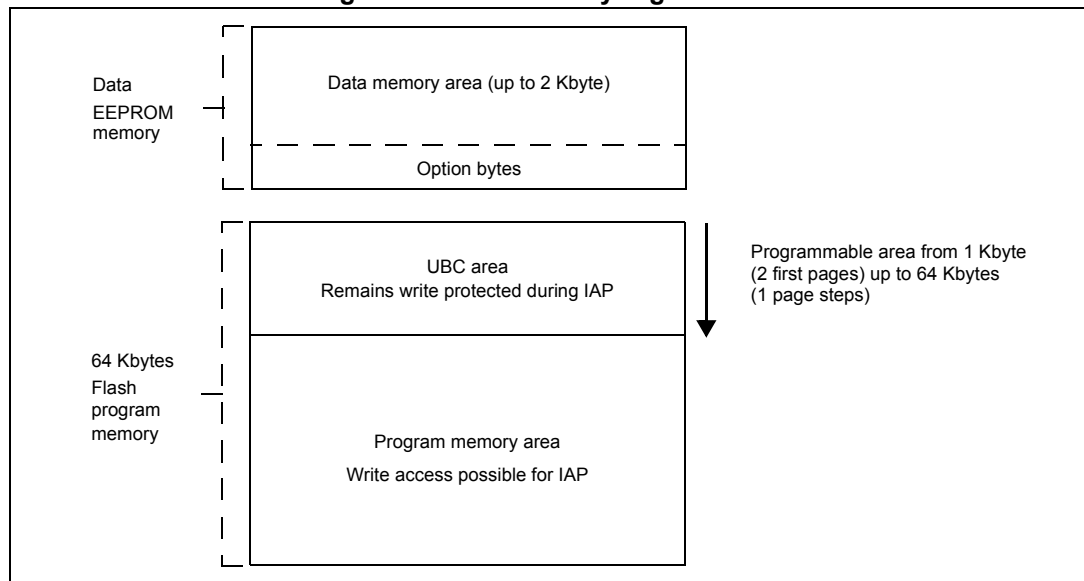 Data memory area (up to 2 Kbyte)
Data
EEPROM
memory
Option bytes
UBC area
Remains write protected during IAP
Programmable area from 1 Kbyte
(2 first pages) up to 64 Kbytes
(1 page steps)
64 Kbytes
Flash
program
memory
Program memory area
Write access possible for IAP